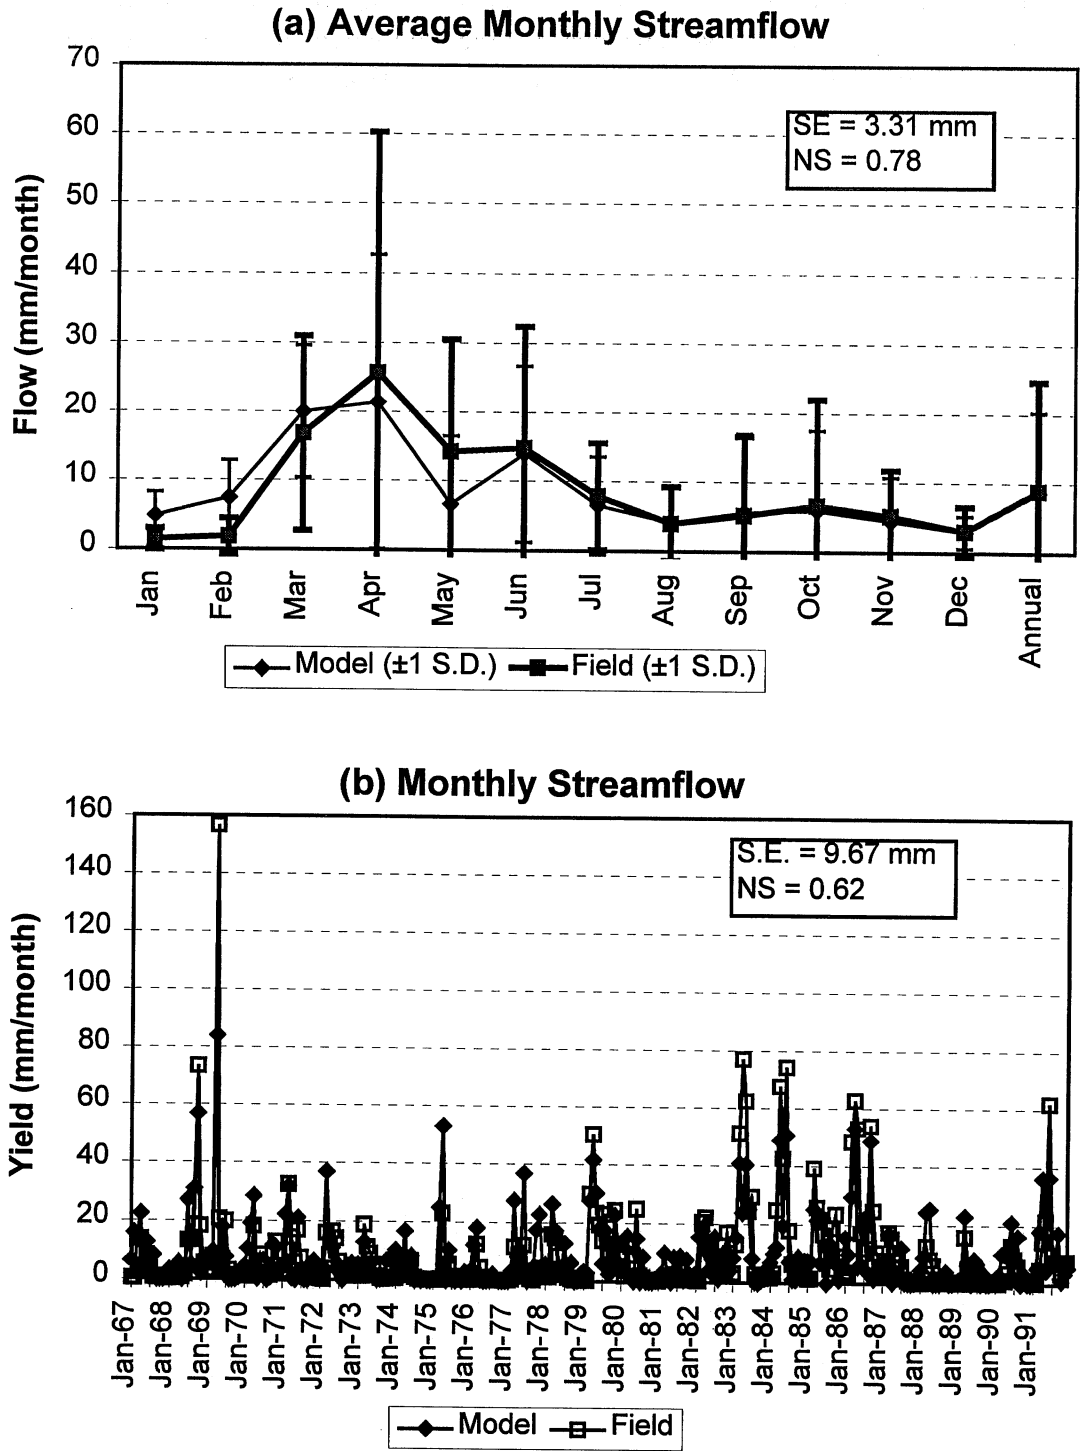 (a) Average Monthly Streamflow
70
60
50
40
30
20
10
0
Flow (mm/month)
SE = 3.31 mm
NS = 0.78
Jan Feb Mar Apr May Jun Jul Aug Sep Oct Nov Dec Annual
Model (±1 S.D.) Field (±1 S.D.)
(b) Monthly Streamflow
160
140
120
100
80
60
40
20
0
Yield (mm/month)
S.E. = 9.67 mm
NS = 0.62
Jan-67 Jan-68 Jan-69 Jan-70 Jan-71 Jan-72 Jan-73 Jan-74 Jan-75 Jan-76 Jan-77 Jan-78 Jan-79 Jan-80 Jan-81 Jan-82 Jan-83 Jan-84 Jan-85 Jan-86 Jan-87 Jan-88 Jan-89 Jan-90 Jan-91
Model Field